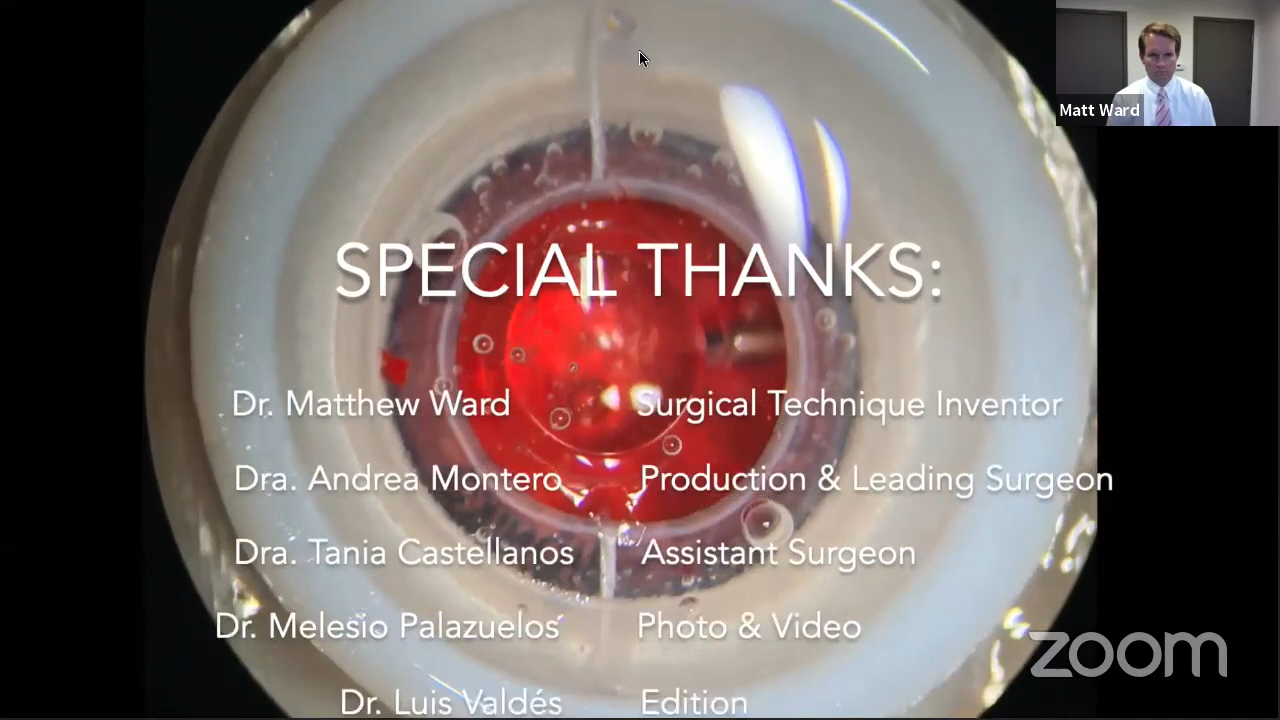 Matt Ward
SPECIAL THANKS:
Dr. Matthew Ward Surgical Technique Inventor
Dra. Andrea Montero Production & Leading Surgeon
Dra. Tania Castellanos Assistant Surgeon
Dr. Melesio Palazuelos Photo & Video
Dr. Luis Valdés Edition
zoom